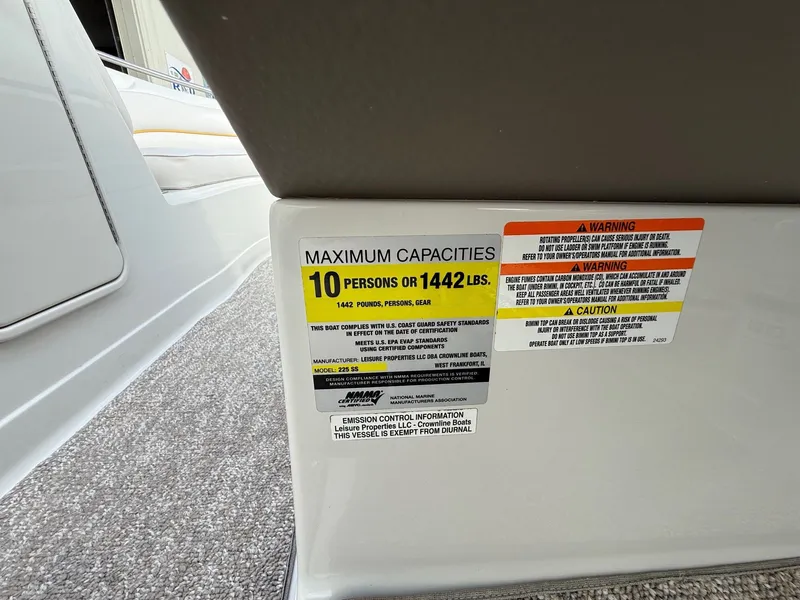 MAXIMUM CAPACITIES
10 PERSONS OR 1442 LBS.
1442 POUNDS, PERSONS, GEAR
THIS BOAT COMPLIES WITH U.S. COAST GUARD SAFETY STANDARDS
IN EFFECT ON THE DATE OF CERTIFICATION
MEETS U.S. EPA EVAP STANDARDS
USING CERTIFIED COMPONENTS
MANUFACTURER: LEISURE PROPERTIES LLC DBA CROWNLINE BOATS,
WEST FRANKFORT, IL
MODEL: 225 SS
DESIGN COMPLIANCE WITH NMMA REQUIREMENTS IS VERIFIED.
MANUFACTURER RESPONSIBLE FOR PRODUCTION CONTROL.
NMMA
CERTIFIED
NATIONAL MARINE
MANUFACTURERS ASSOCIATION
EMISSION CONTROL INFORMATION
Leisure Properties LLC - Crownline Boats
THIS VESSEL IS EXEMPT FROM DIURNAL
WARNING
ROTATING PROPELLER(S) CAN CAUSE SERIOUS INJURY OR DEATH.
DO NOT USE LADDER OR SWIM PLATFORM IF ENGINE IS RUNNING.
REFER TO YOUR OWNER'S/OPERATORS MANUAL FOR ADDITIONAL INFORMATION.
WARNING
ENGINE FUMES CONTAIN CARBON MONOXIDE (CO), WHICH CAN ACCUMULATE IN AND AROUND
THE BOAT (UNDER BIMINI, IN COCKPIT, ETC.). CO CAN BE HARMFUL OR FATAL IF INHALED.
KEEP ALL PASSENGER AREAS WELL VENTILATED WHENEVER RUNNING ENGINE(S).
REFER TO YOUR OWNER'S/OPERATORS MANUAL FOR ADDITIONAL INFORMATION.
CAUTION
BIMINI TOP CAN BREAK OR DISLODGE CAUSING A RISK OF PERSONAL
INJURY OR INTERFERENCE WITH THE BOAT OPERATION.
DO NOT USE BIMINI TOP AS A SUPPORT.
OPERATE BOAT ONLY AT LOW SPEEDS IF BIMINI TOP IS IN USE.
24293